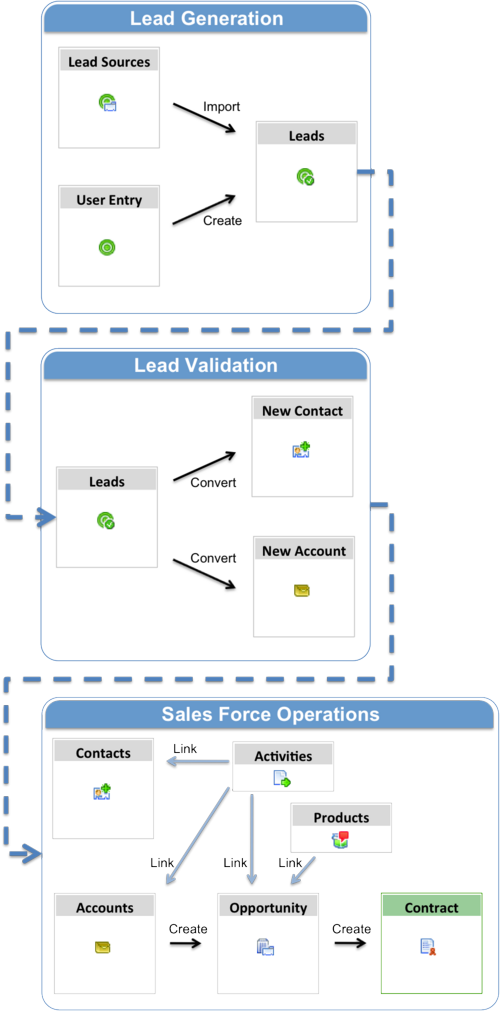 Lead Generation
Lead Sources
Import
Leads
User Entry
Create
Lead Validation
New Contact
Leads
Convert
Convert
New Account
Sales Force Operations
Contacts
Link
Activities
Products
Link
Link
Link
Accounts
Create
Opportunity
Create
Contract